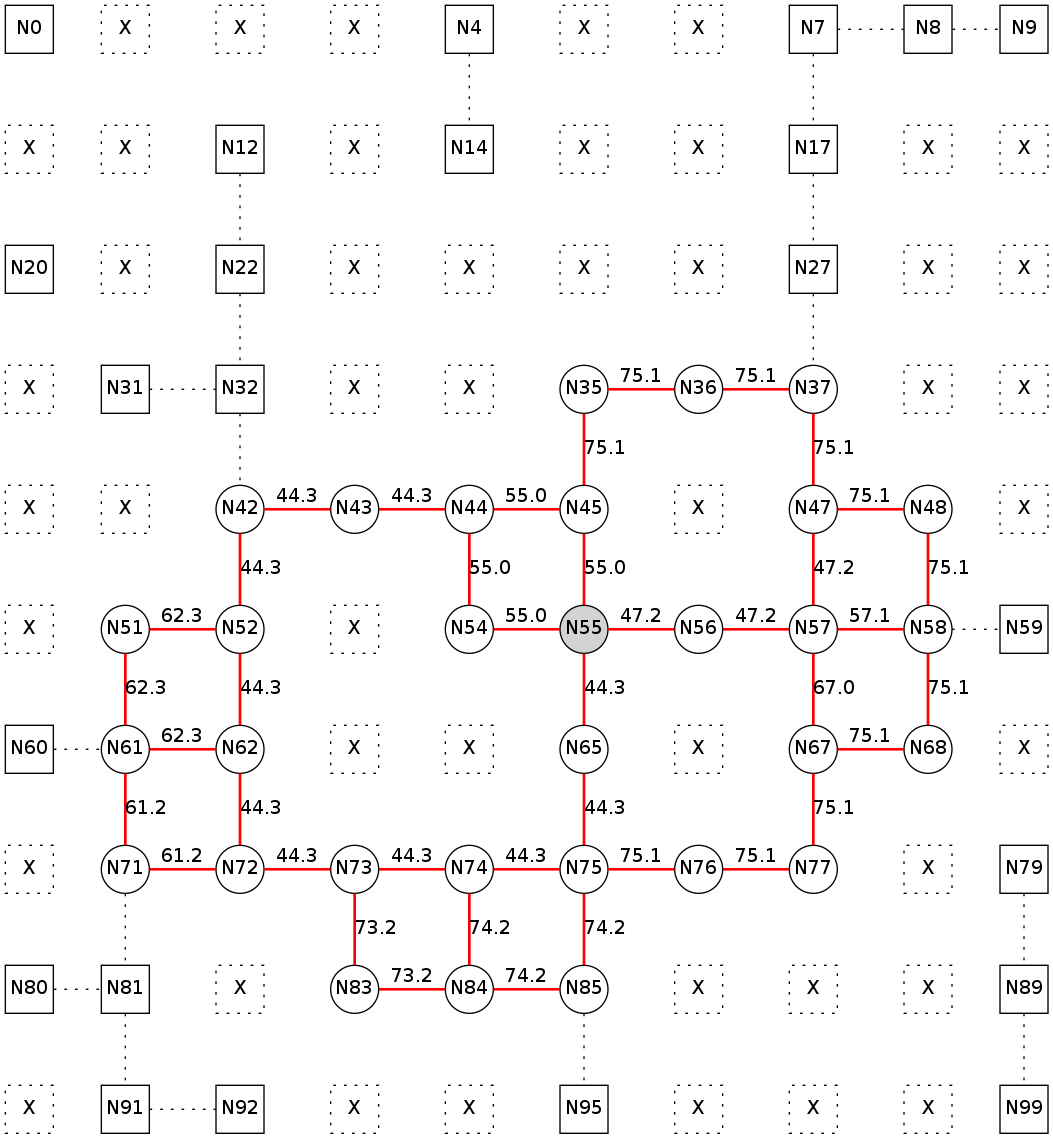 N0 X X X N4 X X N7 N8 N9
X X N12 X N14 X X N17 X X
N20 X N22 X X X X N27 X X
75.1 75.1
X N31 N32 X X N35 N36 N37 X X
75.1 75.1
44.3 44.3 55.0 75.1
X X N42 N43 N44 N45 X N47 N48 X
44.3 55.0 55.0 47.2 75.1
62.3 55.0 47.2 47.2 57.1
X N51 N52 X N54 N55 N56 N57 N58 N59
62.3 44.3 44.3 67.0 75.1
62.3 75.1
N60 N61 N62 X X N65 X N67 N68 X
61.2 44.3 44.3 75.1
61.2 44.3 44.3 44.3 75.1 75.1
X N71 N72 N73 N74 N75 N76 N77 X N79
73.2 74.2 74.2
73.2 74.2
N80 N81 X N83 N84 N85 X X X N89
X N91 N92 X X N95 X X X N99